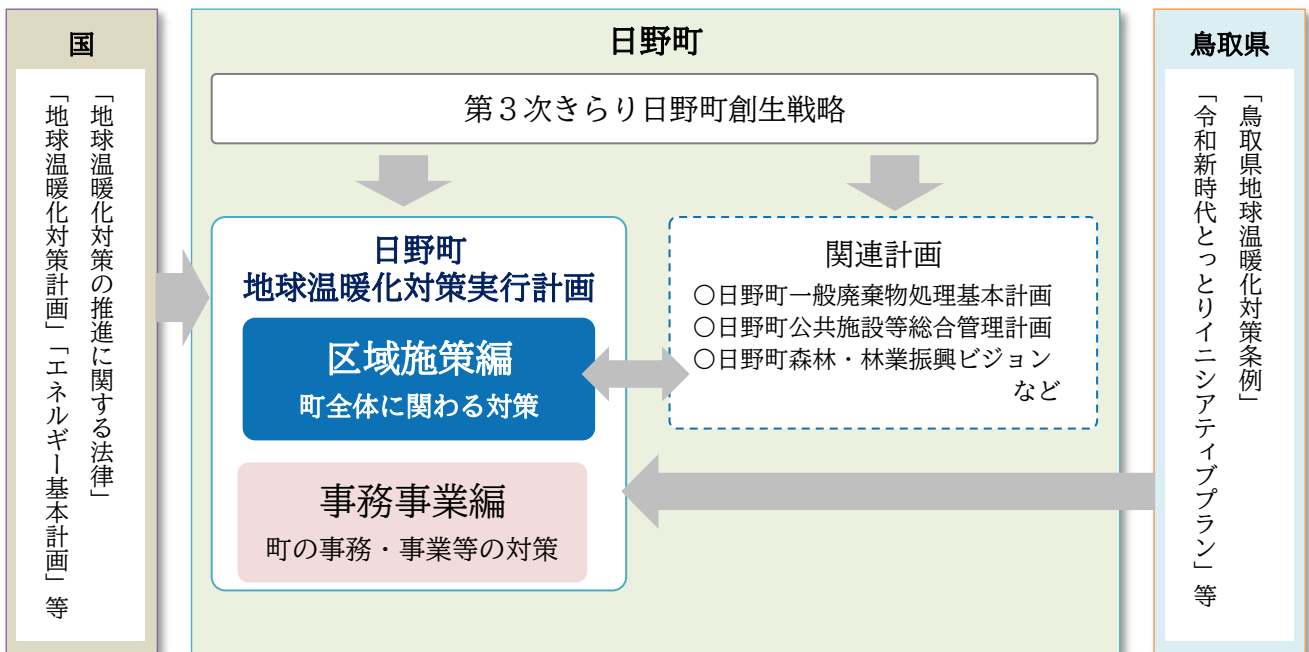 国
「地球温暖化対策の推進に関する法律」
「地球温暖化対策計画」「エネルギー基本計画」等
日野町
第３次きらり日野町創生戦略
日野町
地球温暖化対策実行計画
区域施策編
町全体に関わる対策
事務事業編
町の事務・事業等の対策
関連計画
〇日野町一般廃棄物処理基本計画
〇日野町公共施設等総合管理計画
〇日野町森林・林業振興ビジョン
など
鳥取県
「鳥取県地球温暖化対策条例」
「令和新時代とっとりイニシアティブプラン」等